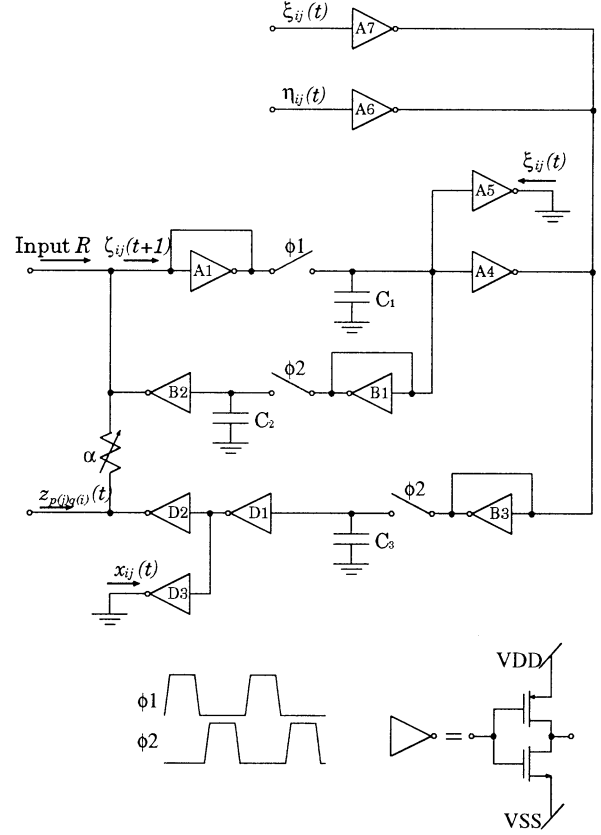 ξij(t)
A7
ηij(t)
A6
ξij(t)
A5
Input R ζij(t+1)
ϕ1
A1
A4
C1
ϕ2
B2
B1
C2
α
zp(j)q(i)(t)
ϕ2
D2
D1
B3
C3
xij(t)
D3
VDD
ϕ1
ϕ2
=
VSS